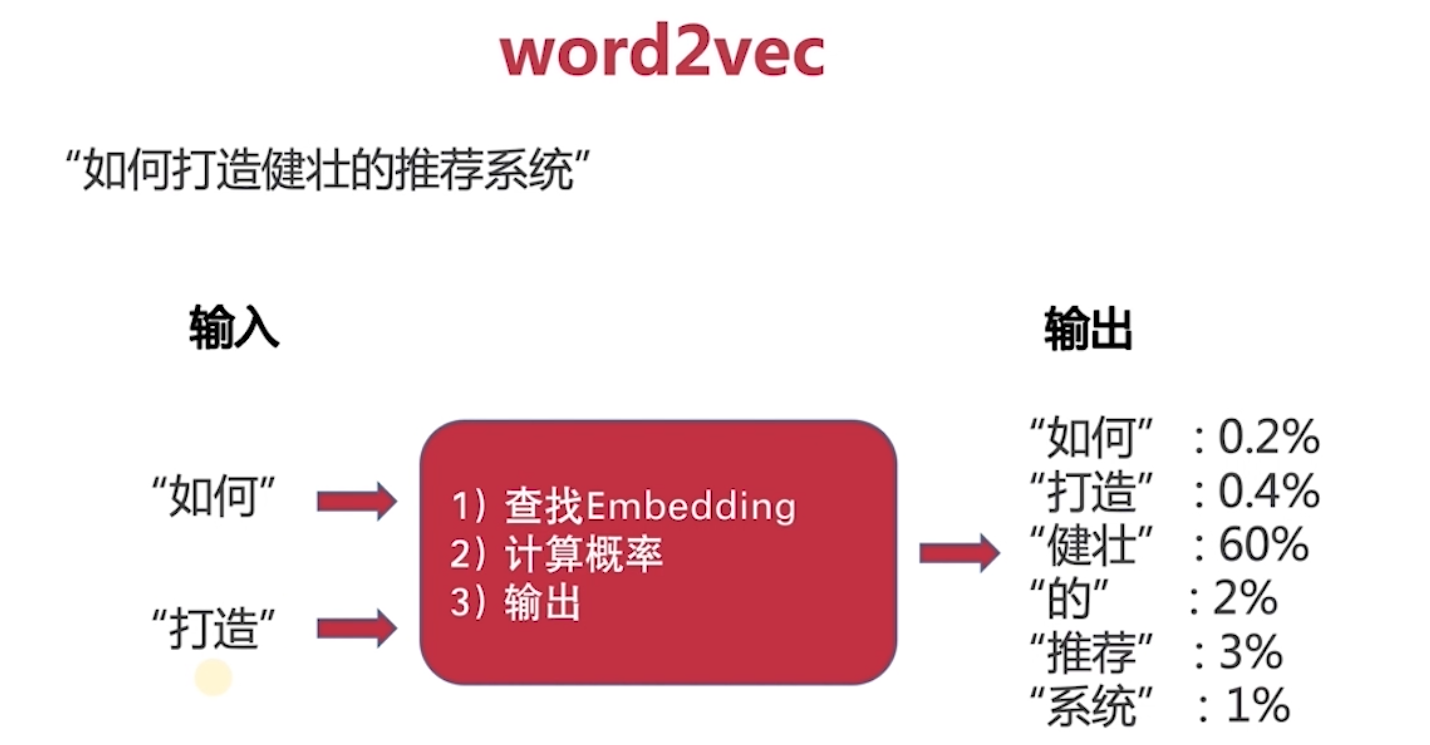 word2vec
“如何打造健壮的推荐系统”
输入
输出
“如何”
“打造”
1）查找Embedding
2）计算概率
3）输出
“如何” : 0.2%
“打造” : 0.4%
“健壮” : 60%
“的” : 2%
“推荐” : 3%
“系统” : 1%